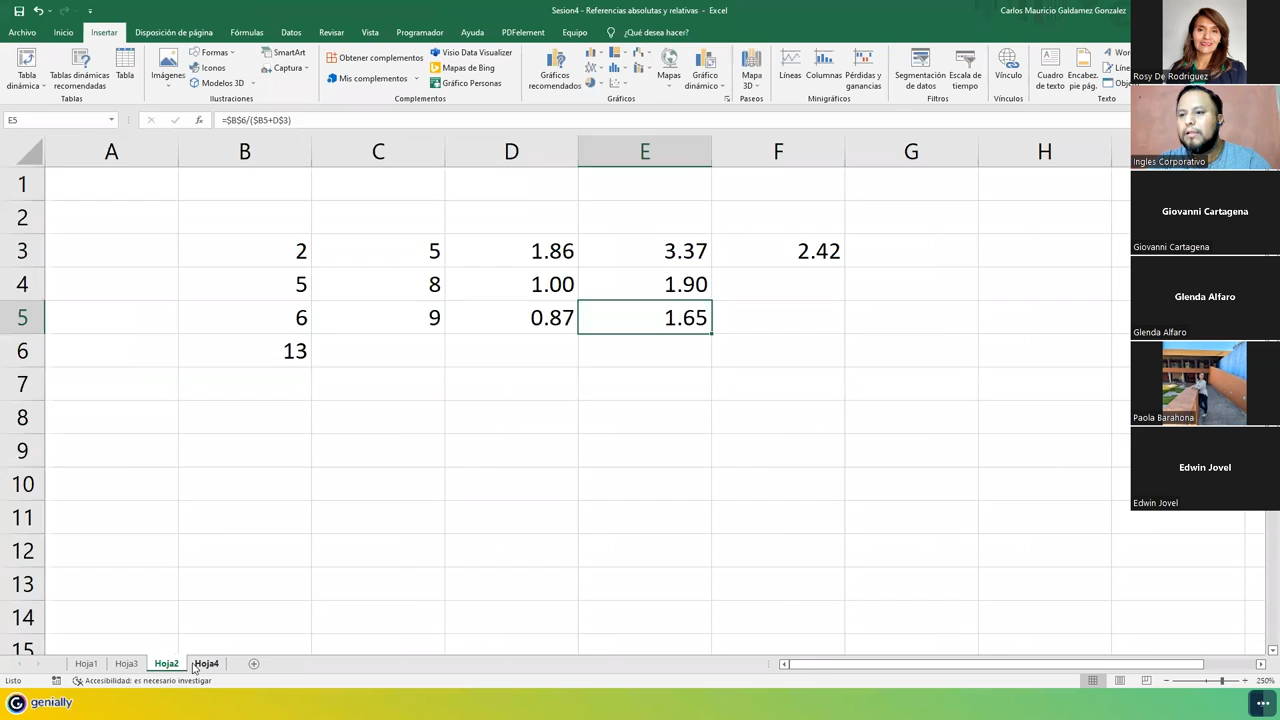 Sesion4 - Referencias absolutas y relativas - Excel
Carlos Mauricio Galdamez Gonzalez
Archivo Inicio Insertar Disposición de página Fórmulas Datos Revisar Vista Programador Ayuda PDFelement Equipo ¿Qué desea hacer?
Tabla dinámica
Tablas dinámicas recomendadas
Tabla
Imágenes
Formas
Iconos
Modelos 3D
SmartArt
Captura
Obtener complementos
Mis complementos
Visio Data Visualizer
Mapas de Bing
Gráfico Personas
Gráficos recomendados
Mapas
Gráfico dinámico
Mapa 3D
Líneas
Columnas
Pérdidas y ganancias
Segmentación de datos
Escala de tiempo
Vínculo
Cuadro de texto
Encabez. pie pág.
Tablas Ilustraciones Complementos Gráficos Paseos Minigráficos Filtros Vínculos Texto
E5 fx =$B$6/($B5+D$3)
A B C D E F G H
1
2
3 2 5 1.86 3.37 2.42
4 5 8 1.00 1.90
5 6 9 0.87 1.65
6 13
7
8
9
10
11
12
13
14
15
Hoja1 Hoja3 Hoja2 Hoja4
Listo Accesibilidad: es necesario investigar 250%
genially
Rosy De Rodriguez
Ingles Corporativo
Giovanni Cartagena
Giovanni Cartagena
Glenda Alfaro
Glenda Alfaro
Paola Barahona
Edwin Jovel
Edwin Jovel